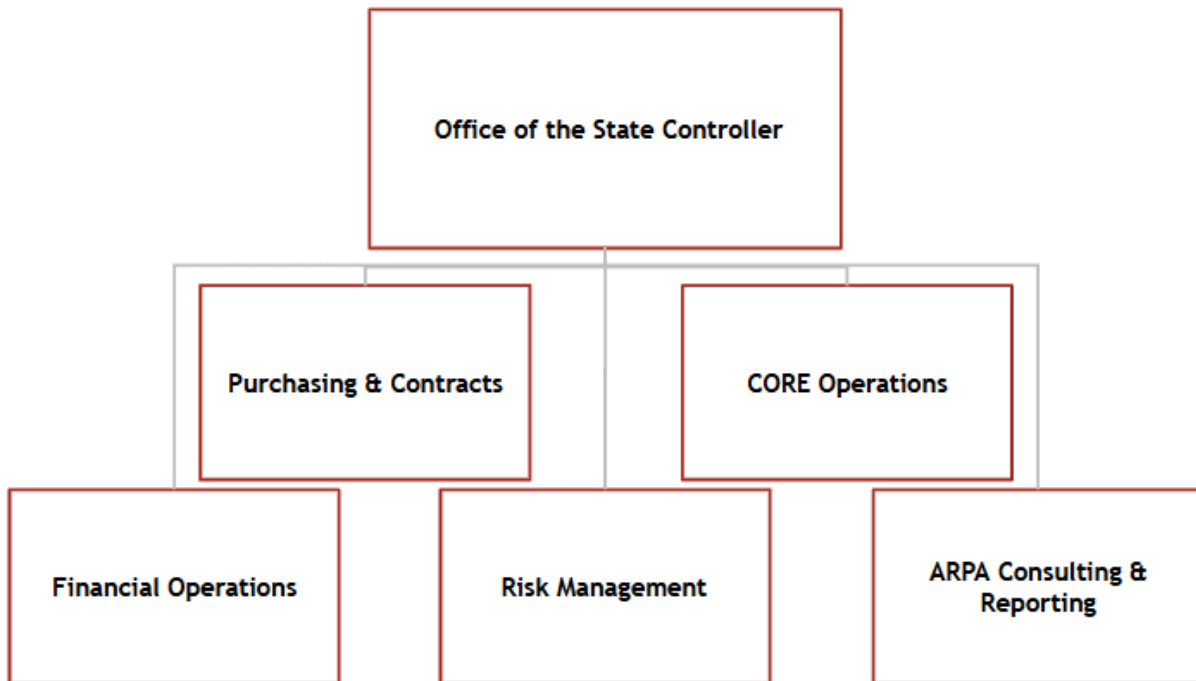 Office of the State Controller
Purchasing & Contracts
CORE Operations
Financial Operations
Risk Management
ARPA Consulting &
Reporting